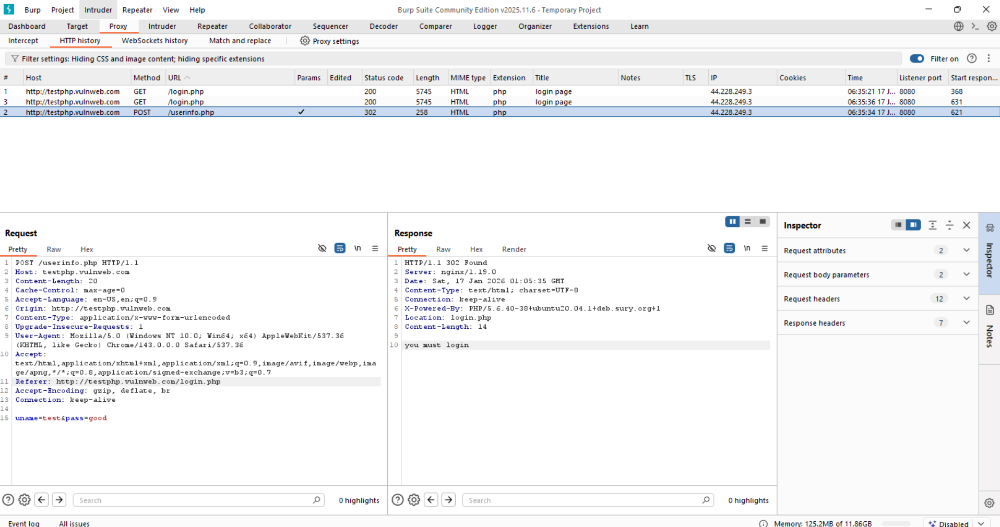 Burp Project Intruder Repeater View Help Burp Suite Community Edition v2025.11.6 - Temporary Project
Dashboard Target Proxy Intruder Repeater Collaborator Sequencer Decoder Comparer Logger Organizer Extensions Learn
Intercept HTTP history WebSockets history Match and replace Proxy settings
Filter settings: Hiding CSS and image content; hiding specific extensions Filter on
# Host Method URL Params Edited Status code Length MIME type Extension Title Notes TLS IP Cookies Time Listener port Start respon...
1 http://testphp.vulnweb.com GET /login.php 200 5745 HTML php login page 44.228.249.3 06:35:21 17 J... 8080 368
3 http://testphp.vulnweb.com GET /login.php 200 5745 HTML php login page 44.228.249.3 06:35:36 17 J... 8080 631
2 http://testphp.vulnweb.com POST /userinfo.php ✓ 302 258 HTML php 44.228.249.3 06:35:34 17 J... 8080 621
Request
Pretty Raw Hex \n
1 POST /userinfo.php HTTP/1.1
2 Host: testphp.vulnweb.com
3 Content-Length: 20
4 Cache-Control: max-age=0
5 Accept-Language: en-US,en;q=0.9
6 Origin: http://testphp.vulnweb.com
7 Content-Type: application/x-www-form-urlencoded
8 Upgrade-Insecure-Requests: 1
9 User-Agent: Mozilla/5.0 (Windows NT 10.0; Win64; x64) AppleWebKit/537.36
(KHTML, like Gecko) Chrome/143.0.0.0 Safari/537.36
10 Accept:
text/html,application/xhtml+xml,application/xml;q=0.9,image/avif,image/webp,ima
ge/apng,*/*;q=0.8,application/signed-exchange;v=b3;q=0.7
11 Referer: http://testphp.vulnweb.com/login.php
12 Accept-Encoding: gzip, deflate, br
13 Connection: keep-alive
14
15 uname=test&pass=good
Search 0 highlights
Response
Pretty Raw Hex Render \n
1 HTTP/1.1 302 Found
2 Server: nginx/1.19.0
3 Date: Sat, 17 Jan 2026 01:05:35 GMT
4 Content-Type: text/html; charset=UTF-8
5 Connection: keep-alive
6 X-Powered-By: PHP/5.6.40-38+ubuntu20.04.1+deb.sury.org+1
7 Location: login.php
8 Content-Length: 14
9
10 you must login
Search 0 highlights
Inspector
Request attributes 2
Request body parameters 2
Request headers 12
Response headers 7
Inspector
Notes
Event log All issues Memory: 125.2MB of 11.86GB Disabled